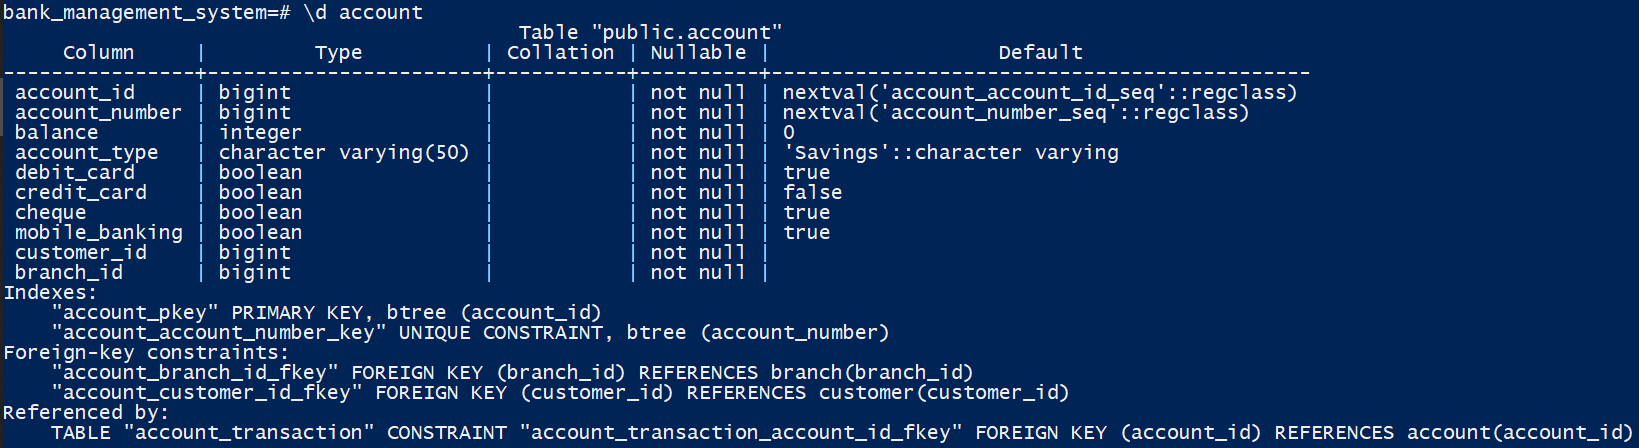 bank_management_system=# \d account
                                           Table "public.account"
     Column     |         Type          | Collation | Nullable |                   Default
----------------+-----------------------+-----------+----------+---------------------------------------------
 account_id     | bigint                |           | not null | nextval('account_account_id_seq'::regclass)
 account_number | bigint                |           | not null | nextval('account_number_seq'::regclass)
 balance        | integer               |           | not null | 0
 account_type   | character varying(50) |           | not null | 'Savings'::character varying
 debit_card     | boolean               |           | not null | true
 credit_card    | boolean               |           | not null | false
 cheque         | boolean               |           | not null | true
 mobile_banking | boolean               |           | not null | true
 customer_id    | bigint                |           | not null |
 branch_id      | bigint                |           | not null |
Indexes:
    "account_pkey" PRIMARY KEY, btree (account_id)
    "account_account_number_key" UNIQUE CONSTRAINT, btree (account_number)
Foreign-key constraints:
    "account_branch_id_fkey" FOREIGN KEY (branch_id) REFERENCES branch(branch_id)
    "account_customer_id_fkey" FOREIGN KEY (customer_id) REFERENCES customer(customer_id)
Referenced by:
    TABLE "account_transaction" CONSTRAINT "account_transaction_account_id_fkey" FOREIGN KEY (account_id) REFERENCES account(account_id)